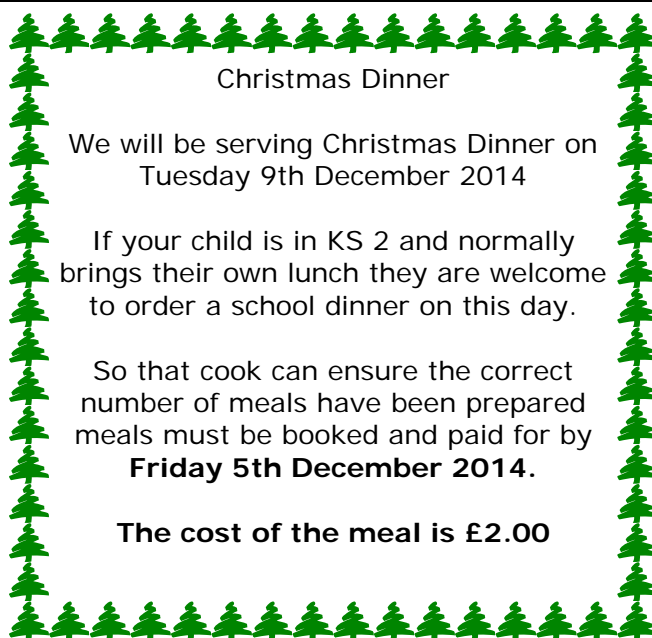 Christmas Dinner
We will be serving Christmas Dinner on
Tuesday 9th December 2014
If your child is in KS 2 and normally
brings their own lunch they are welcome
to order a school dinner on this day.
So that cook can ensure the correct
number of meals have been prepared
meals must be booked and paid for by
Friday 5th December 2014.
The cost of the meal is £2.00